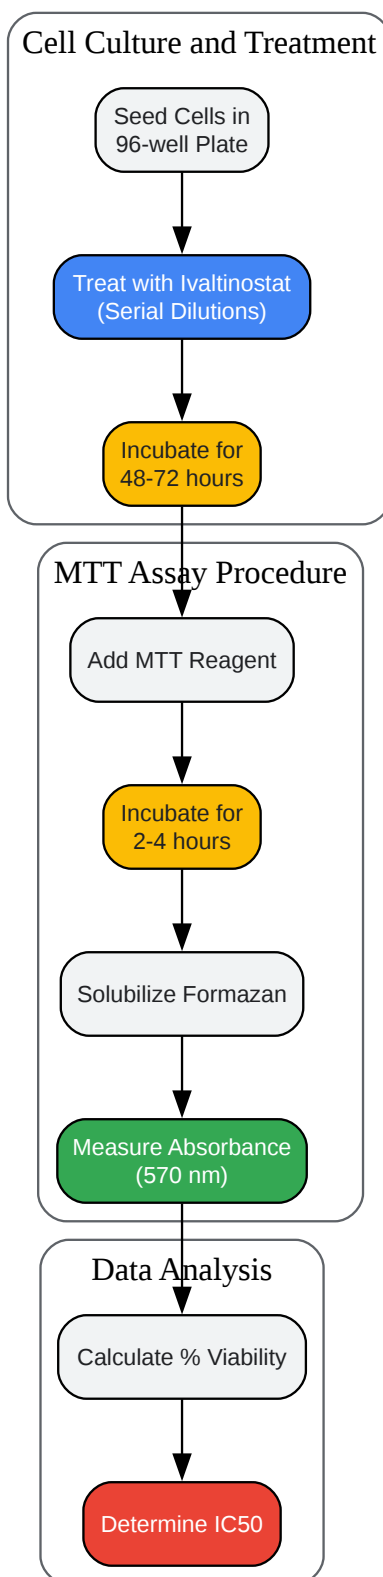 Cell Culture and Treatment
Seed Cells in
96-well Plate
Treat with Ivaltinostat
(Serial Dilutions)
Incubate for
48-72 hours
MTT Assay Procedure
Add MTT Reagent
Incubate for
2-4 hours
Solubilize Formazan
Measure Absorbance
(570 nm)
Data Analysis
Calculate % Viability
Determine IC50